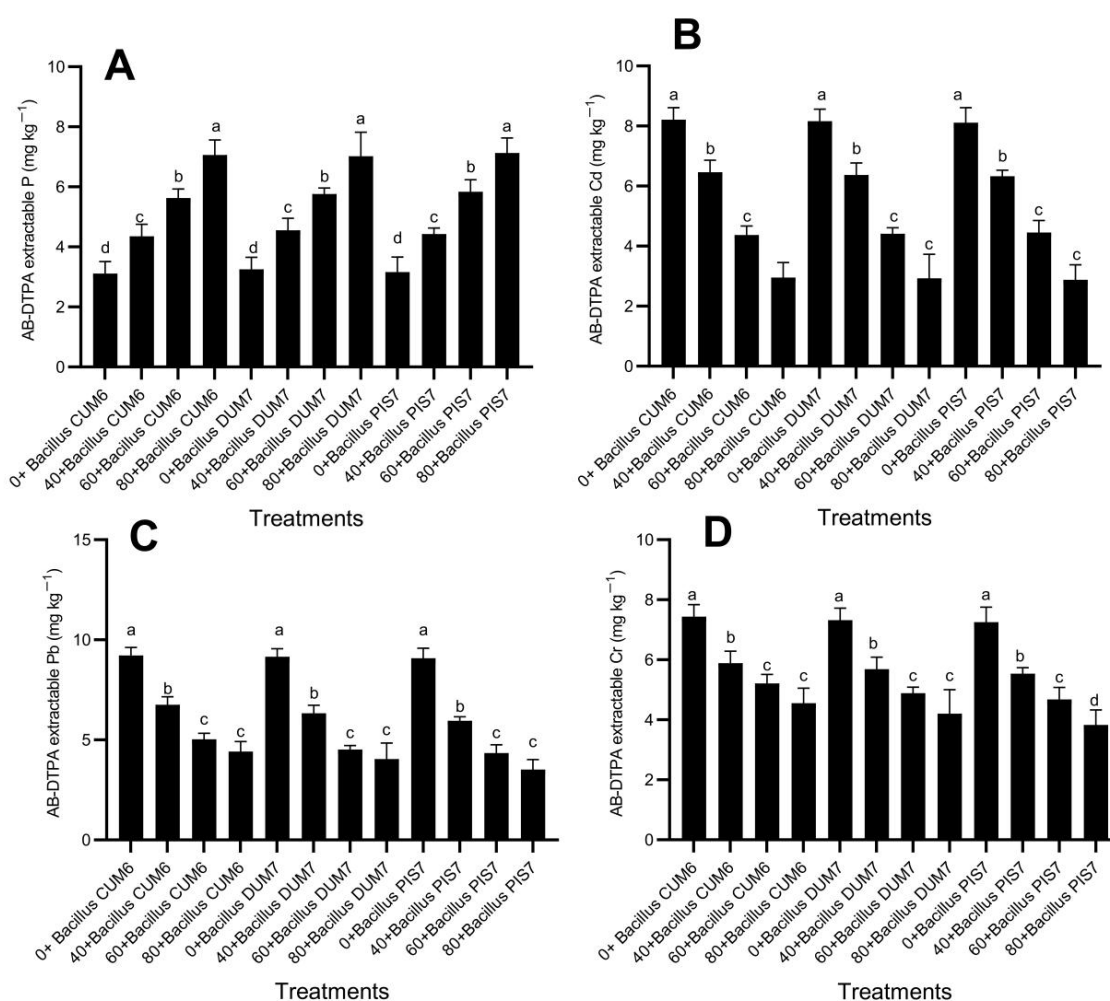 A
AB-DTPA extractable P (mg kg⁻¹)
10
8
6
4
2
0
d c b a d c b a d c b a
0+ Bacillus CUM6
40+Bacillus CUM6
60+Bacillus CUM6
80+Bacillus CUM6
0+Bacillus DUM7
40+Bacillus DUM7
60+Bacillus DUM7
80+Bacillus DUM7
0+Bacillus PIS7
40+Bacillus PIS7
60+Bacillus PIS7
80+Bacillus PIS7
Treatments
B
AB-DTPA extractable Cd (mg kg⁻¹)
10
8
6
4
2
0
a b c a b c c a b c c
0+ Bacillus CUM6
40+Bacillus CUM6
60+Bacillus CUM6
80+Bacillus CUM6
0+Bacillus DUM7
40+Bacillus DUM7
60+Bacillus DUM7
80+Bacillus DUM7
0+Bacillus PIS7
40+Bacillus PIS7
60+Bacillus PIS7
80+Bacillus PIS7
Treatments
C
AB-DTPA extractable Pb (mg kg⁻¹)
15
10
5
0
a b c c a b c c a b c c
0+ Bacillus CUM6
40+Bacillus CUM6
60+Bacillus CUM6
80+Bacillus CUM6
0+Bacillus DUM7
40+Bacillus DUM7
60+Bacillus DUM7
80+Bacillus DUM7
0+Bacillus PIS7
40+Bacillus PIS7
60+Bacillus PIS7
80+Bacillus PIS7
Treatments
D
AB-DTPA extractable Cr (mg kg⁻¹)
10
8
6
4
2
0
a b c c a b c c a b c d
0+ Bacillus CUM6
40+Bacillus CUM6
60+Bacillus CUM6
80+Bacillus CUM6
0+Bacillus DUM7
40+Bacillus DUM7
60+Bacillus DUM7
80+Bacillus DUM7
0+Bacillus PIS7
40+Bacillus PIS7
60+Bacillus PIS7
80+Bacillus PIS7
Treatments